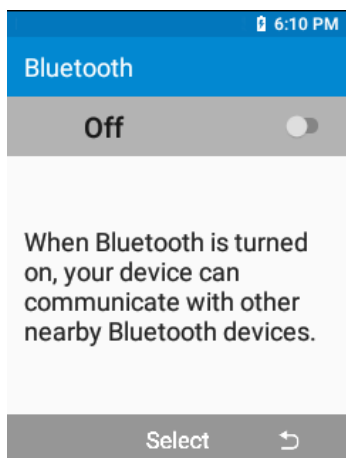 6:10 PM
Bluetooth
Off
When Bluetooth is turned
on, your device can
communicate with other
nearby Bluetooth devices.
Select